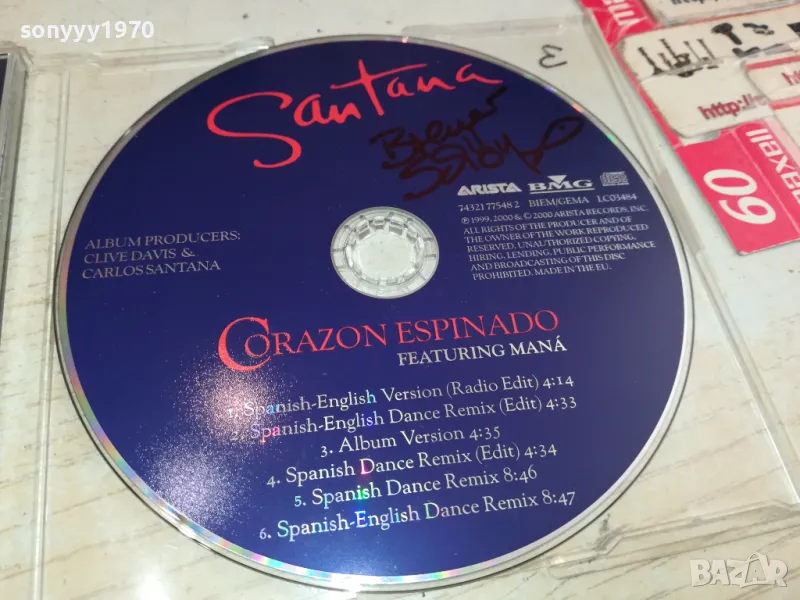 sonyyy1970
Santana
3
ARISTA BMG
74321 77548 2 BIEM/GEMA LC03484
℗ 1999, 2000 & © 2000 ARISTA RECORDS, INC.
ALL RIGHTS OF THE PRODUCER AND OF
THE OWNER OF THE WORK REPRODUCED
RESERVED. UNAUTHORIZED COPYING,
HIRING, LENDING, PUBLIC PERFORMANCE
AND BROADCASTING OF THIS DISC
PROHIBITED. MADE IN THE EU.
ALBUM PRODUCERS:
CLIVE DAVIS &
CARLOS SANTANA
CORAZON ESPINADO
FEATURING MANÁ
1. Spanish-English Version (Radio Edit) 4:14
2. Spanish-English Dance Remix (Edit) 4:33
3. Album Version 4:35
4. Spanish Dance Remix (Edit) 4:34
5. Spanish Dance Remix 8:46
6. Spanish-English Dance Remix 8:47
http://
http://
maxell
60
BAZAR